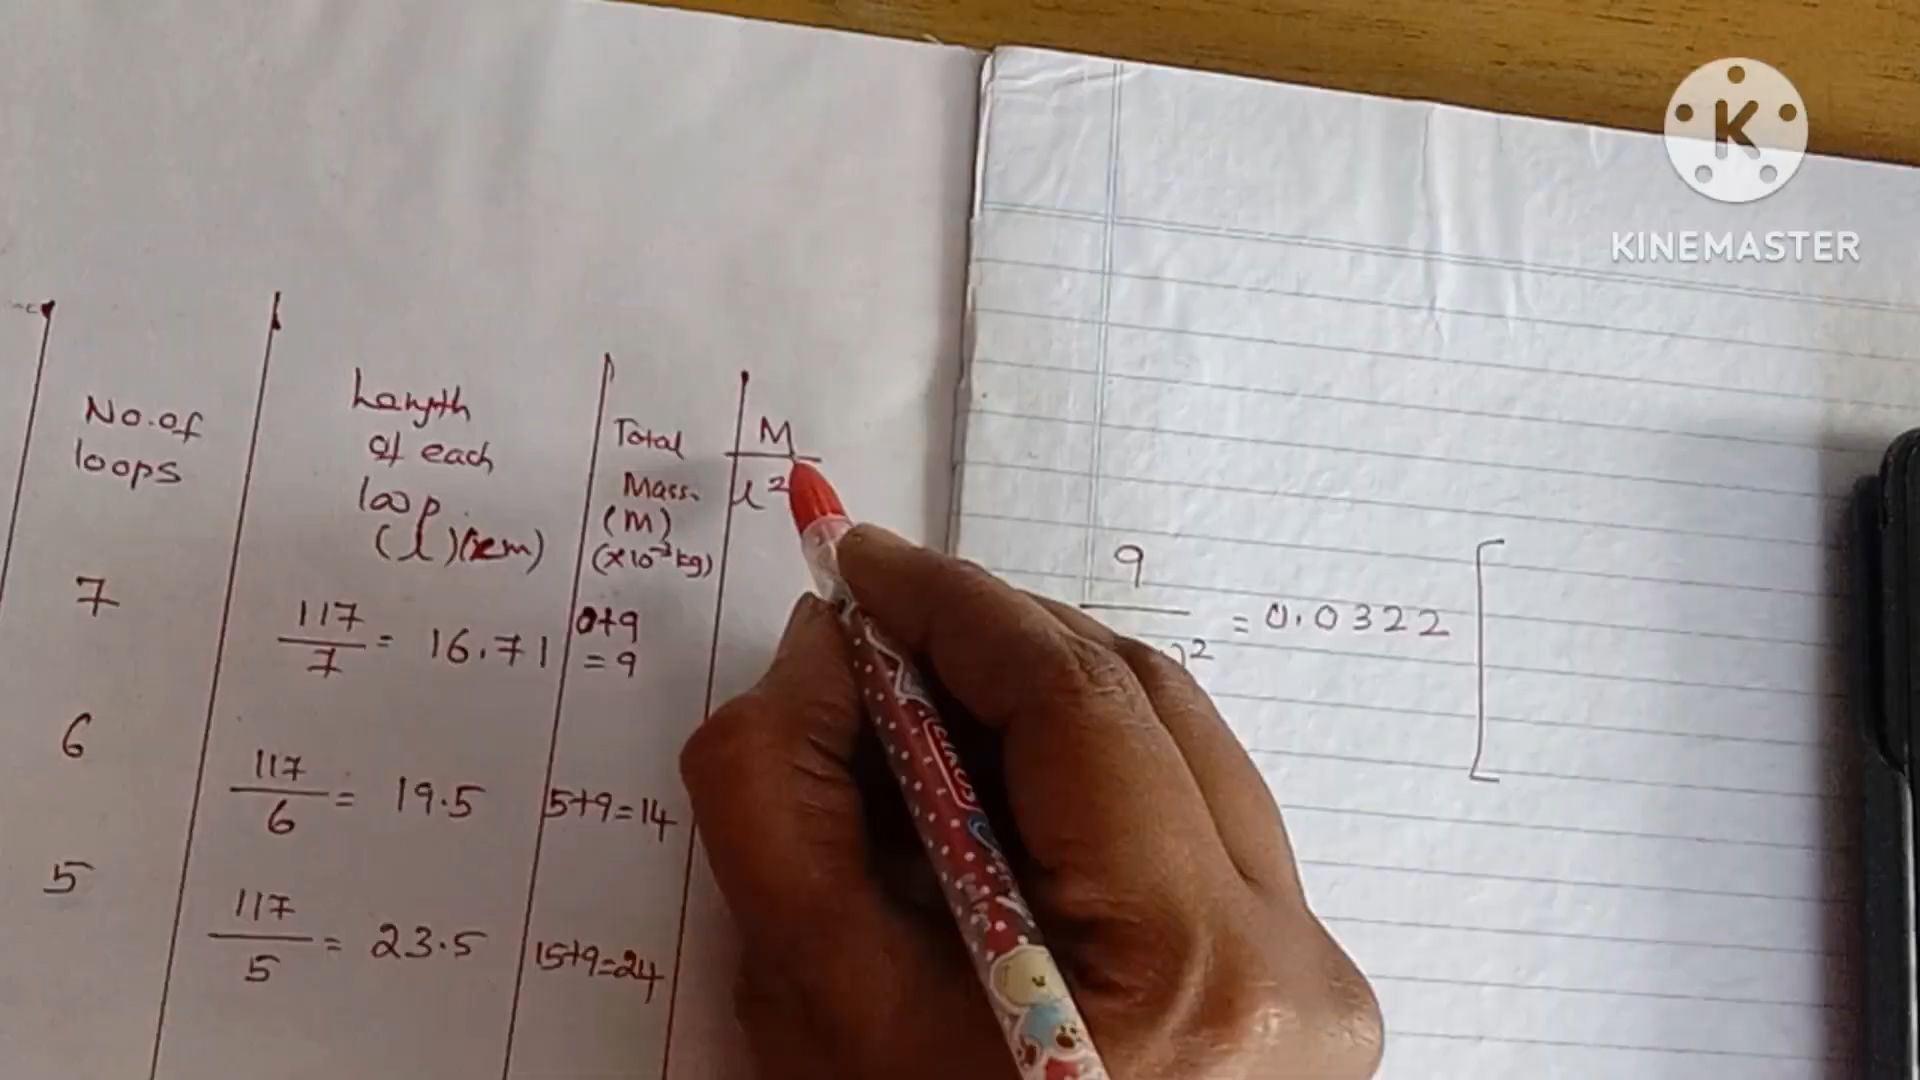 K
KINEMASTER
No.of
loops
Length
of each
loop
(l)(cm)
Total
Mass.
(M)
(×10⁻³kg)
M
l²
7
117
7
= 16.71
0+9
= 9
6
117
6
= 19.5
5+9=14
5
117
5
= 23.5
15+9=24
9
)²
= 0.0322